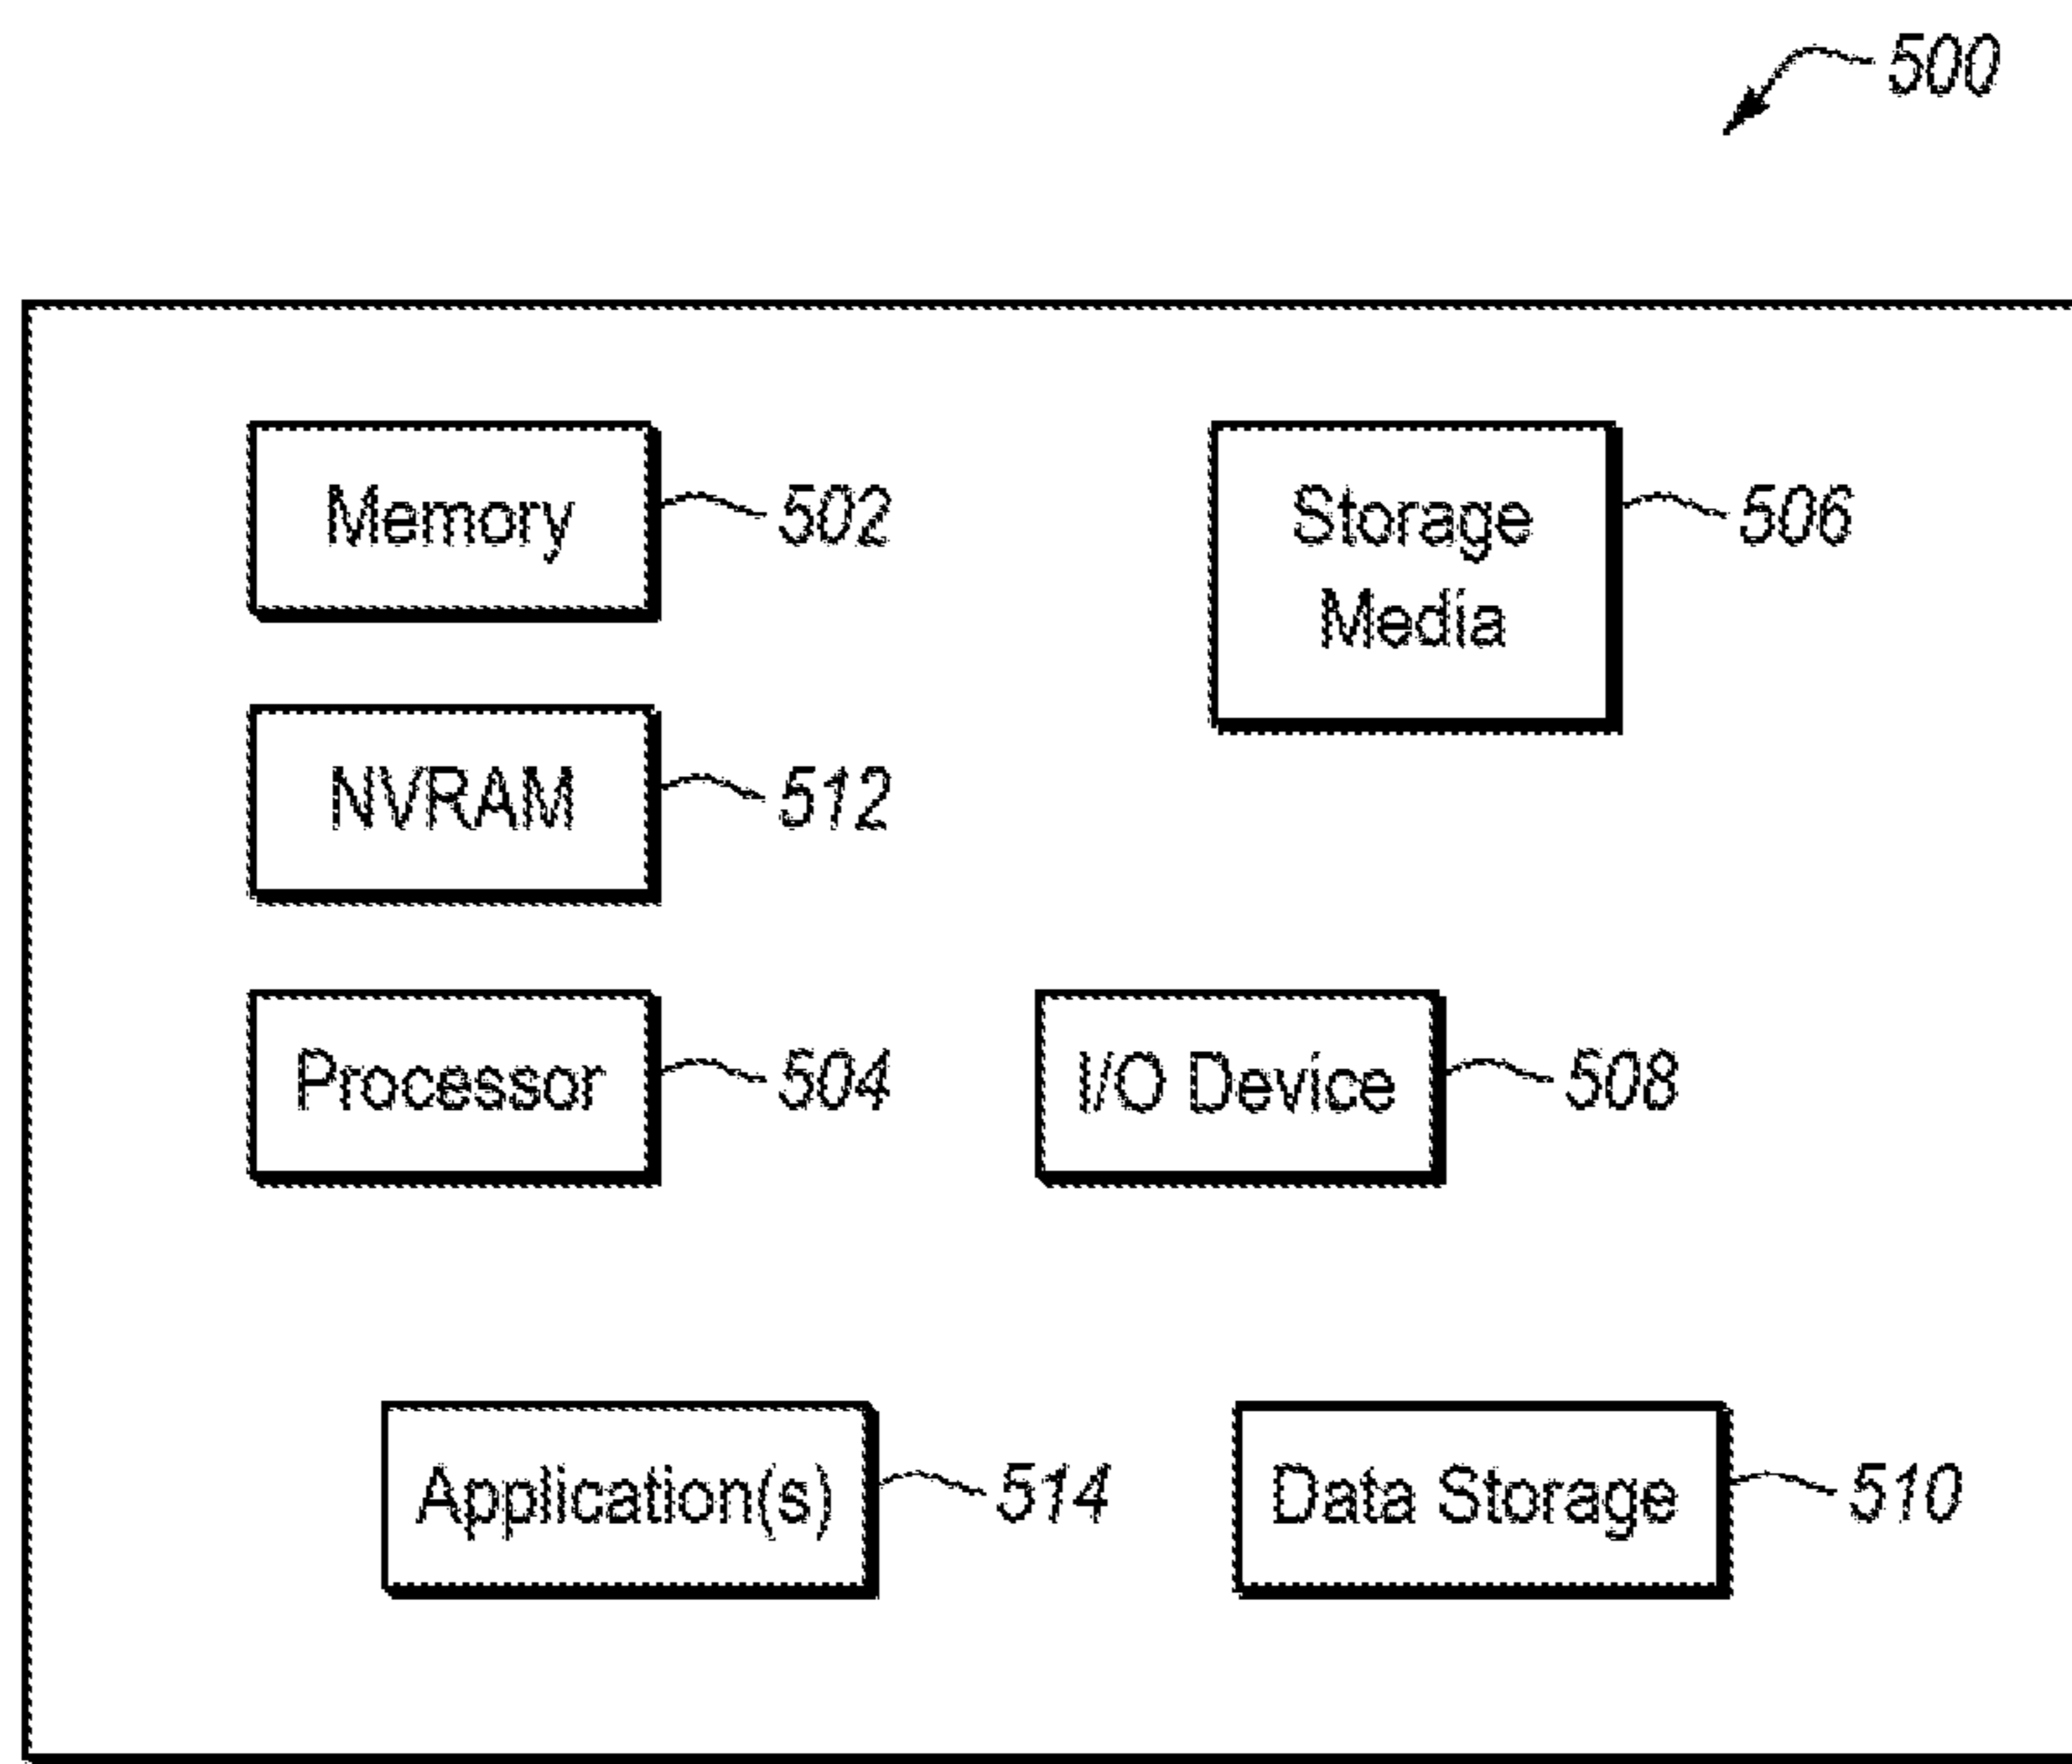 500
Memory 502
Storage 506
Media
NVRAM 512
Processor 504
I/O Device 508
Application(s) 514
Data Storage 510